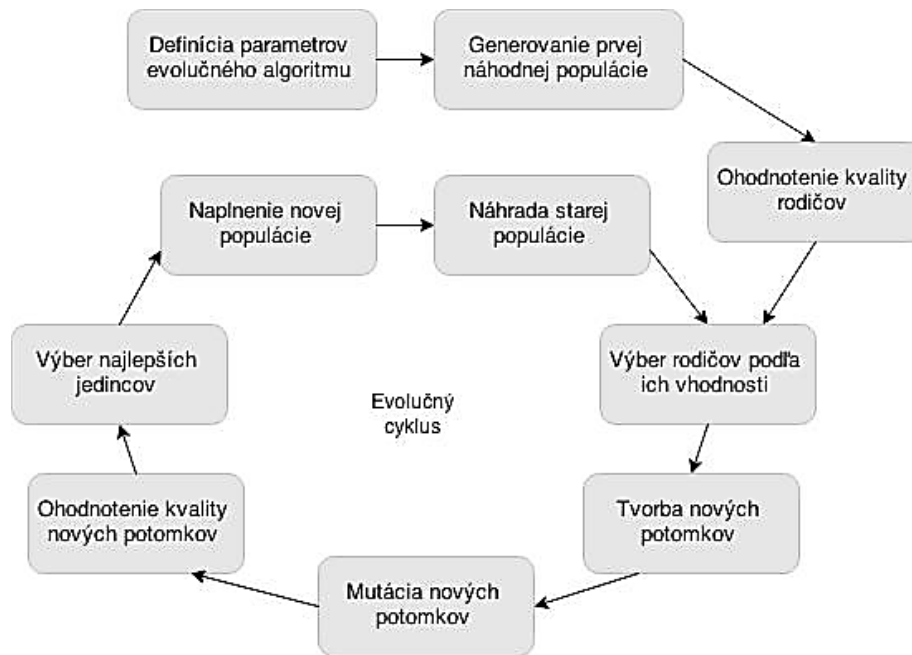 Definícia parametrov
evolučného algoritmu
Generovanie prvej
náhodnej populácie
Ohodnotenie kvality
rodičov
Naplnenie novej
populácie
Náhrada starej
populácie
Výber najlepších
jedincov
Evolučný
cyklus
Výber rodičov podľa
ich vhodnosti
Ohodnotenie kvality
nových potomkov
Tvorba nových
potomkov
Mutácia nových
potomkov